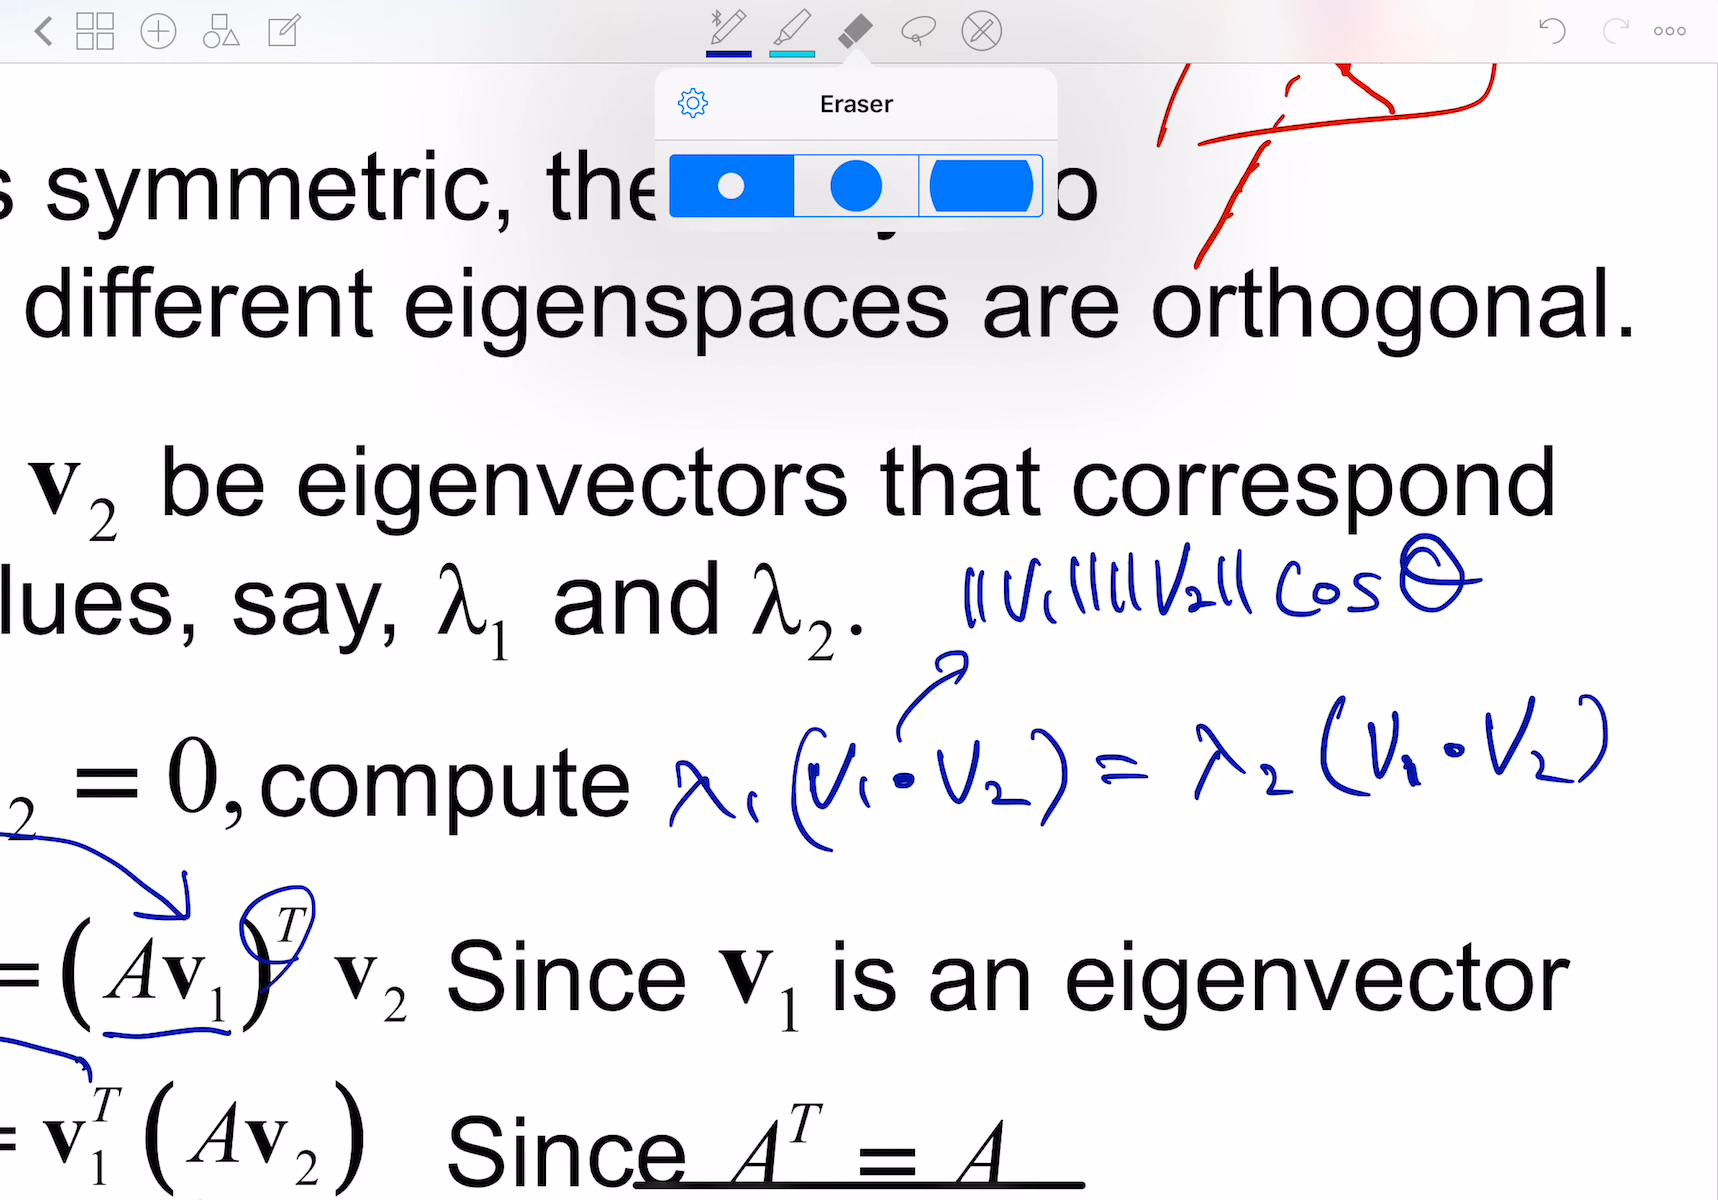 Eraser
symmetric, the
different eigenspaces are orthogonal.
v₂ be eigenvectors that correspond
lues, say, λ₁ and λ₂.
||v₁|| ||v₂|| cos θ
₂ = 0, compute λ₁(v₁ • v₂) = λ₂(v₁ • v₂)
= (Av₁)ᵀ v₂ Since v₁ is an eigenvector
= v₁ᵀ(Av₂) Since Aᵀ = A